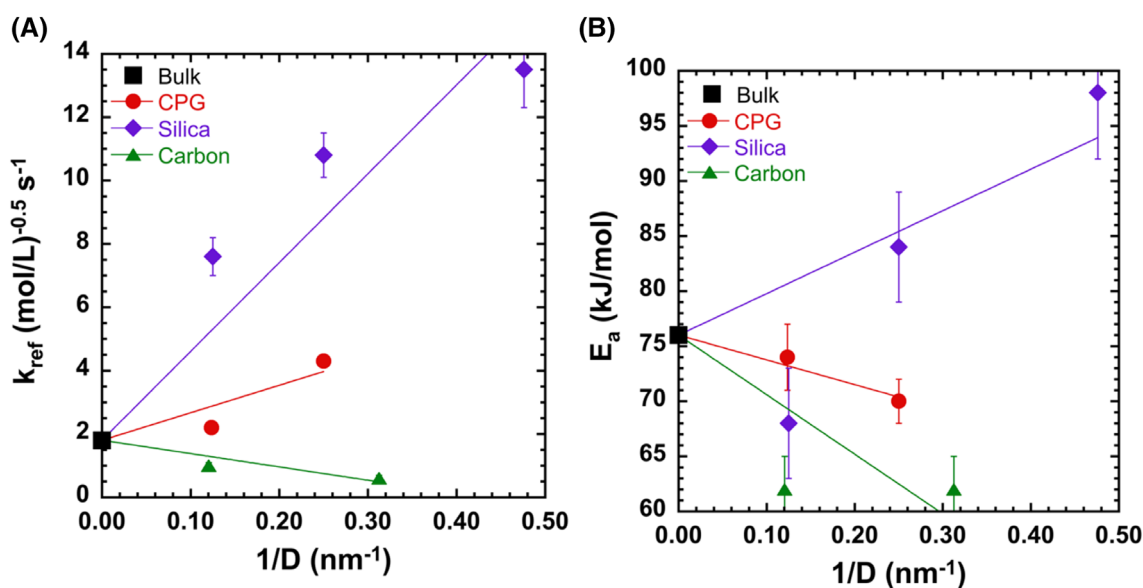 (A)
14
12
10
8
6
4
2
0
k_ref (mol/L)^-0.5 s^-1
Bulk
CPG
Silica
Carbon
0.00 0.10 0.20 0.30 0.40 0.50
1/D (nm^-1)
(B)
100
95
90
85
80
75
70
65
60
E_a (kJ/mol)
Bulk
CPG
Silica
Carbon
0.00 0.10 0.20 0.30 0.40 0.50
1/D (nm^-1)